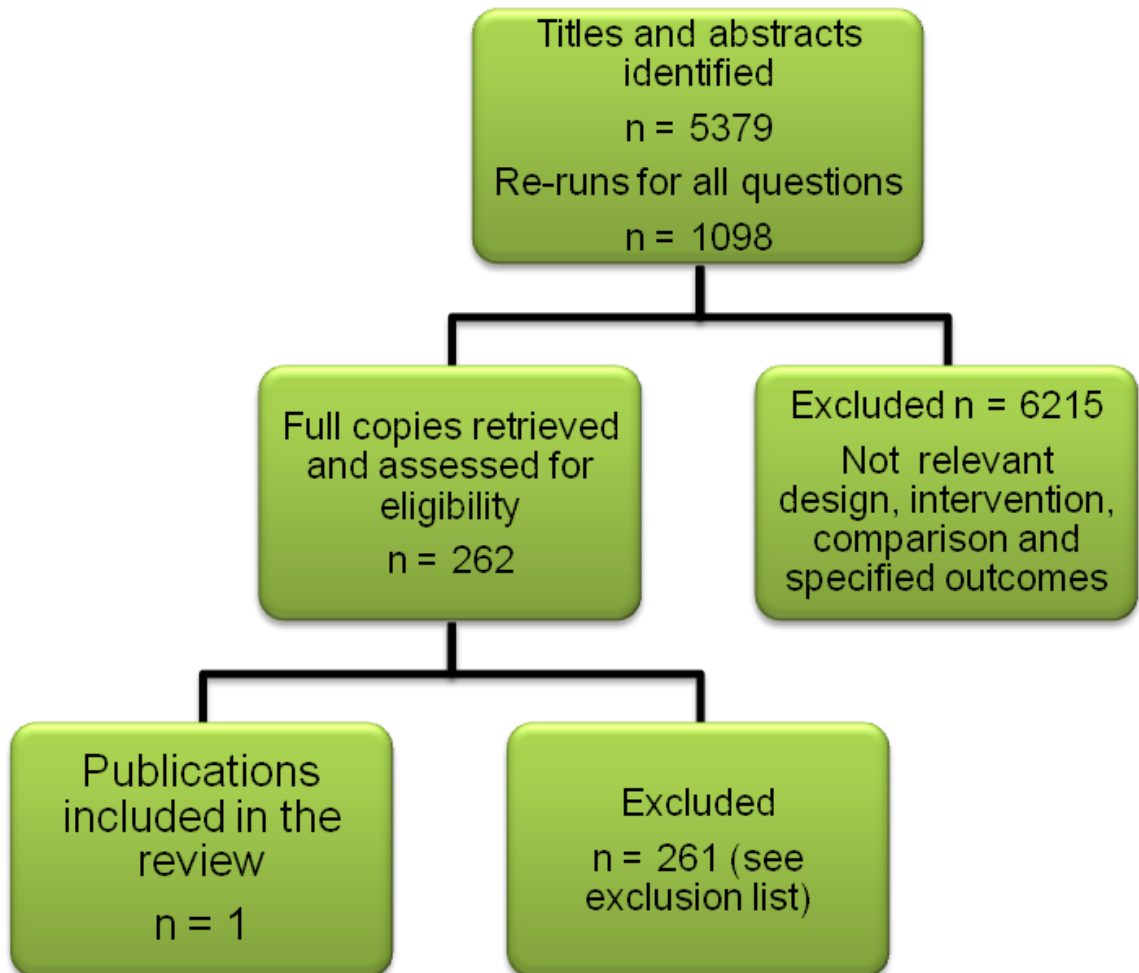 Titles and abstracts
identified
n = 5379
Re-runs for all questions
n = 1098
Full copies retrieved
and assessed for
eligibility
n = 262
Excluded n = 6215
Not relevant
design, intervention,
comparison and
specified outcomes
Publications
included in the
review
n = 1
Excluded
n = 261 (see
exclusion list)